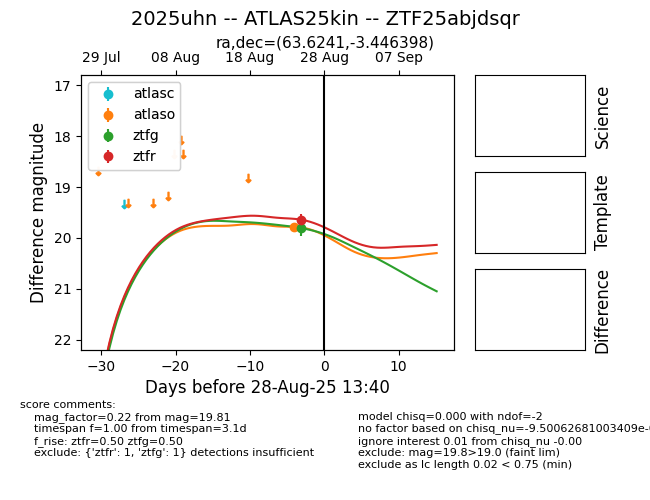 2025uhn -- ATLAS25kin -- ZTF25abjdsqr
ra,dec=(63.6241,-3.446398)
29 Jul 08 Aug 18 Aug 28 Aug 07 Sep
17
18
19
20
21
22
Difference magnitude
atlasc
atlaso
ztfg
ztfr
−30 −20 −10 0 10
Days before 28-Aug-25 13:40
Science
Template
Difference
score comments:
mag_factor=0.22 from mag=19.81
timespan f=1.00 from timespan=3.1d
f_rise: ztfr=0.50 ztfg=0.50
exclude: {'ztfr': 1, 'ztfg': 1} detections insufficient
model chisq=0.000 with ndof=-2
no factor based on chisq_nu=-9.50062681003409e-
ignore interest 0.01 from chisq_nu -0.00
exclude: mag=19.8>19.0 (faint lim)
exclude as lc length 0.02 < 0.75 (min)